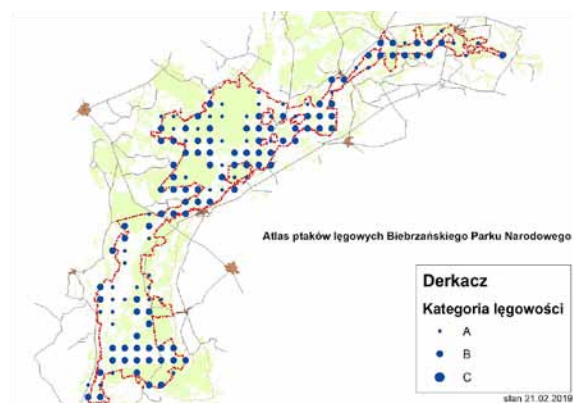 Atlas ptaków lęgowych Biebrzańskiego Parku Narodowego
Derkacz
Kategoria lęgowości
A
B
C
stan 21.02.2019